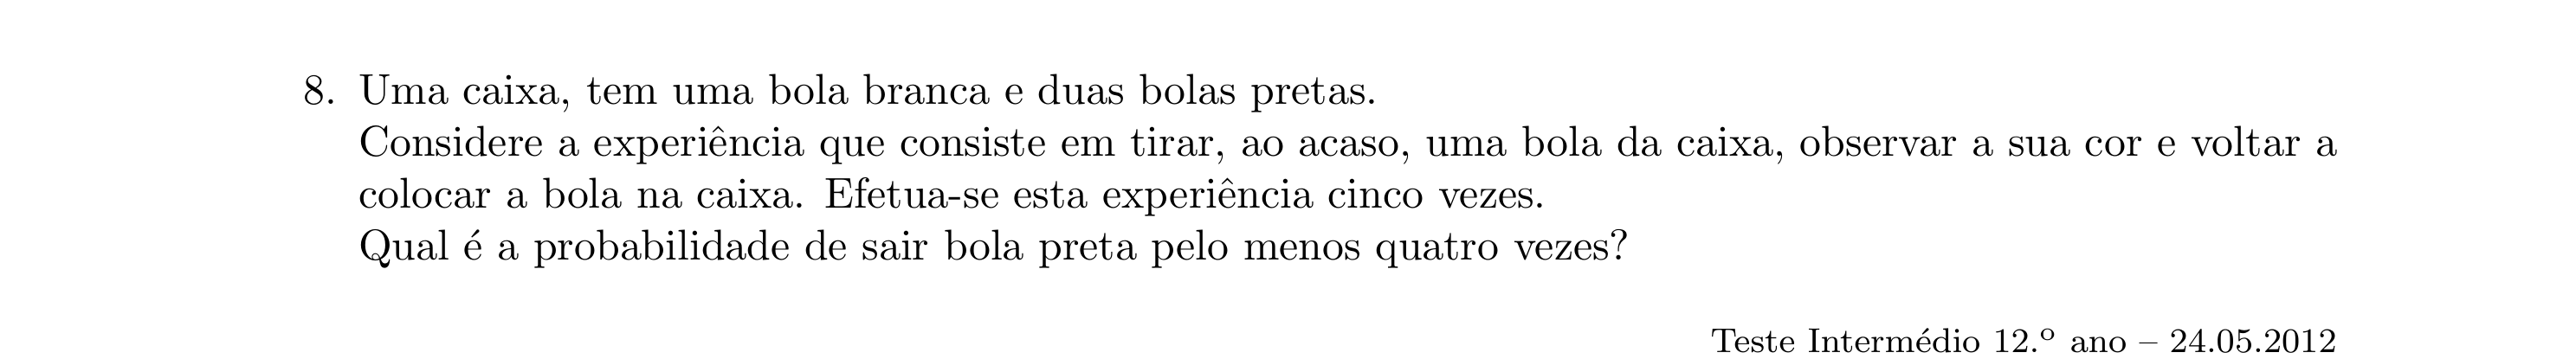 8. Uma caixa, tem uma bola branca e duas bolas pretas.
Considere a experiência que consiste em tirar, ao acaso, uma bola da caixa, observar a sua cor e voltar a
colocar a bola na caixa. Efetua-se esta experiência cinco vezes.
Qual é a probabilidade de sair bola preta pelo menos quatro vezes?
Teste Intermédio 12.º ano – 24.05.2012